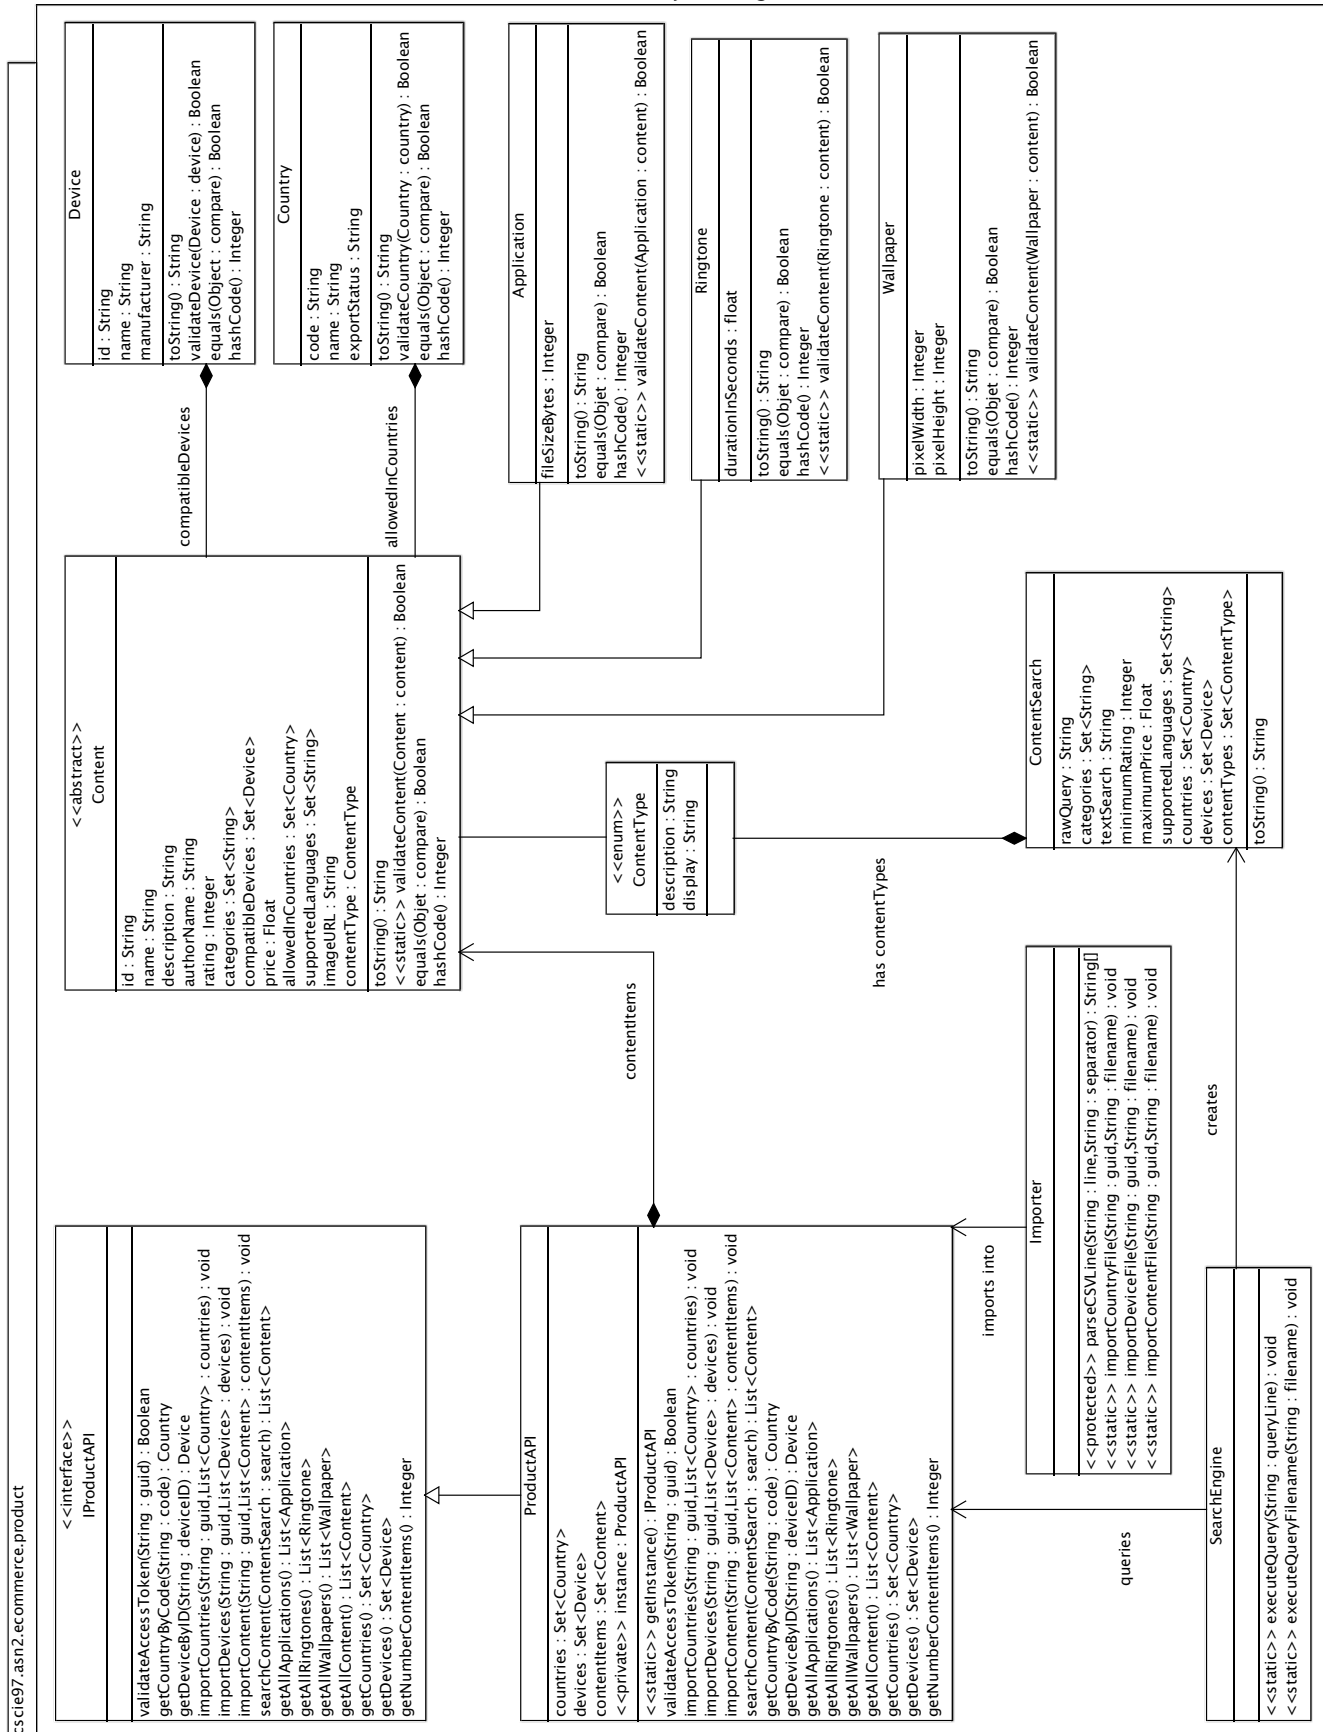 cscie97.asn2.ecommerce.product
<<interface>>
IProductAPI
validateAccessToken(String : guid) : Boolean
getCountryByCode(String : code) : Country
getDeviceByID(String : deviceID) : Device
importCountries(String : guid,List<Country> : countries) : void
importDevices(String : guid,List<Device> : devices) : void
importContent(String : guid,List<Content> : contentItems) : void
searchContent(ContentSearch : search) : List<Content>
getAllApplications() : List<Application>
getAllRingtones() : List<Ringtone>
getAllWallpapers() : List<Wallpaper>
getAllContent() : List<Content>
getCountries() : Set<Country>
getDevices() : Set<Device>
getNumberContentItems() : Integer
<<abstract>>
Content
id : String
name : String
description : String
authorName : String
rating : Integer
categories : Set<String>
compatibleDevices : Set<Device>
price : Float
allowedInCountries : Set<Country>
supportedLanguages : Set<String>
imageURL : String
contentType : ContentType
toString() : String
<<static>> validateContent(Content : content) : Boolean
equals(Objet : compare) : Boolean
hashCode() : Integer
compatibleDevices
allowedInCountries
Device
id : String
name : String
manufacturer : String
toString() : String
validateDevice(Device : device) : Boolean
equals(Object : compare) : Boolean
hashCode() : Integer
Country
code : String
name : String
exportStatus : String
toString() : String
validateCountry(Country : country) : Boolean
equals(Object : compare) : Boolean
hashCode() : Integer
ProductAPI
countries : Set<Country>
devices : Set<Device>
contentItems : Set<Content>
<<private>> instance : ProductAPI
<<static>> getInstance() : IProductAPI
validateAccessToken(String : guid) : Boolean
importCountries(String : guid,List<Country> : countries) : void
importDevices(String : guid,List<Device> : devices) : void
importContent(String : guid,List<Content> : contentItems) : void
searchContent(ContentSearch : search) : List<Content>
getCountryByCode(String : code) : Country
getDeviceByID(String : deviceID) : Device
getAllApplications() : List<Application>
getAllRingtones() : List<Ringtone>
getAllWallpapers() : List<Wallpaper>
getAllContent() : List<Content>
getCountries() : Set<Country>
getDevices() : Set<Device>
getNumberContentItems() : Integer
contentItems
<<enum>>
ContentType
description : String
display : String
Application
fileSizeBytes : Integer
toString() : String
equals(Objet : compare) : Boolean
hashCode() : Integer
<<static>> validateContent(Application : content) : Boolean
Ringtone
durationInSeconds : float
toString() : String
equals(Objet : compare) : Boolean
hashCode() : Integer
<<static>> validateContent(Ringtone : content) : Boolean
Wallpaper
pixelWidth : Integer
pixelHeight : Integer
toString() : String
equals(Objet : compare) : Boolean
hashCode() : Integer
<<static>> validateContent(Wallpaper : content) : Boolean
has contentTypes
imports into
Importer
<<protected>> parseCSVLine(String : line,String : separator) : String[]
<<static>> importCountryFile(String : guid,String : filename) : void
<<static>> importDeviceFile(String : guid,String : filename) : void
<<static>> importContentFile(String : guid,String : filename) : void
ContentSearch
rawQuery : String
categories : Set<String>
textSearch : String
minimumRating : Integer
maximumPrice : Float
supportedLanguages : Set<String>
countries : Set<Country>
devices : Set<Device>
contentTypes : Set<ContentType>
toString() : String
queries
creates
SearchEngine
<<static>> executeQuery(String : queryLine) : void
<<static>> executeQueryFilename(String : filename) : void